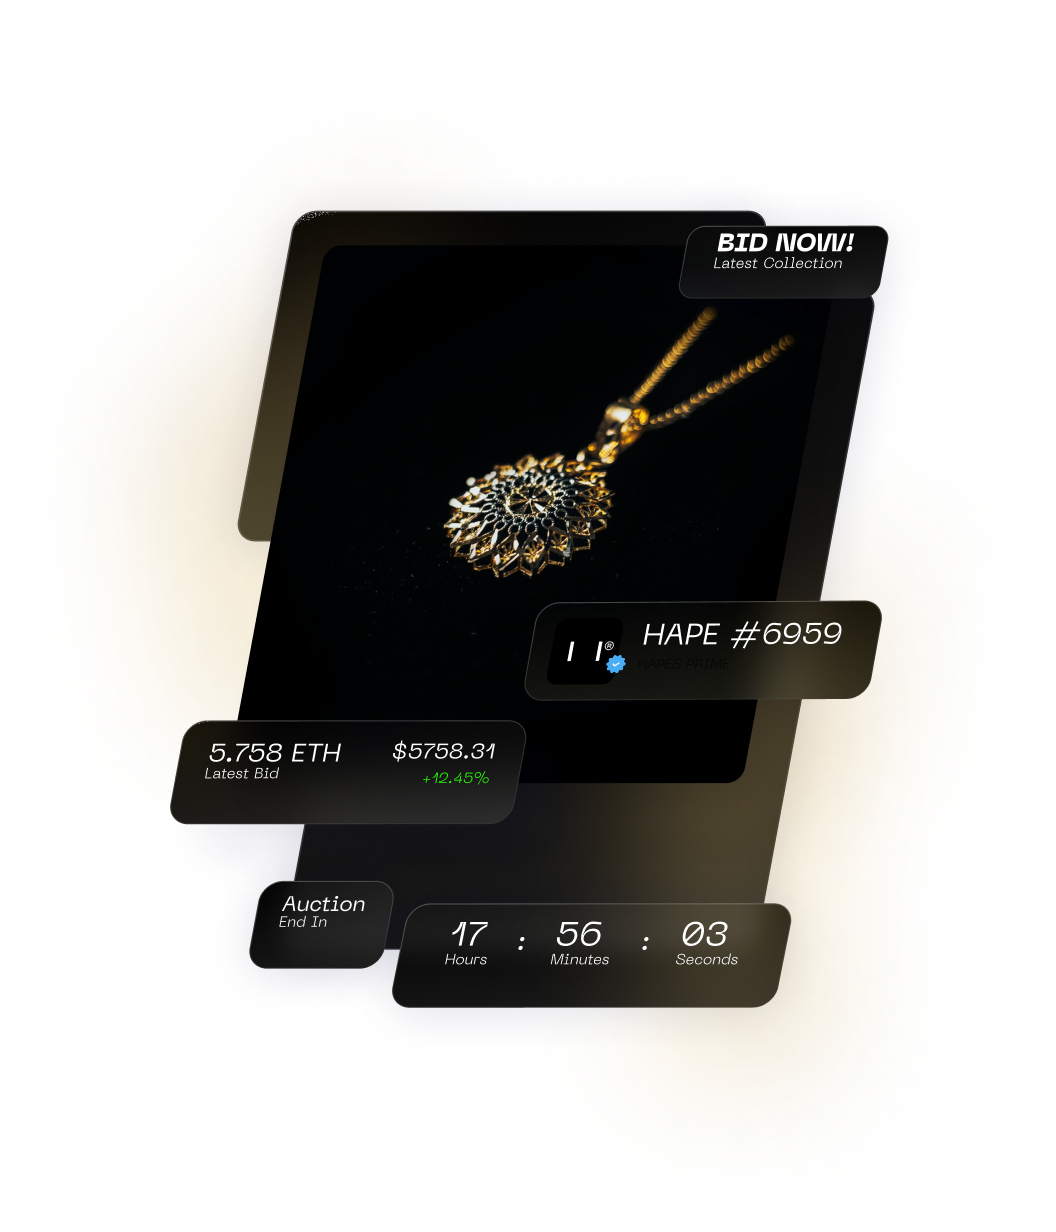 BID NOW!
Latest Collection
HAPE #6959
HAPES PRIME
5.758 ETH
$5758.31
Latest Bid
+12.45%
Auction
End In
17 : 56 : 03
Hours Minutes Seconds